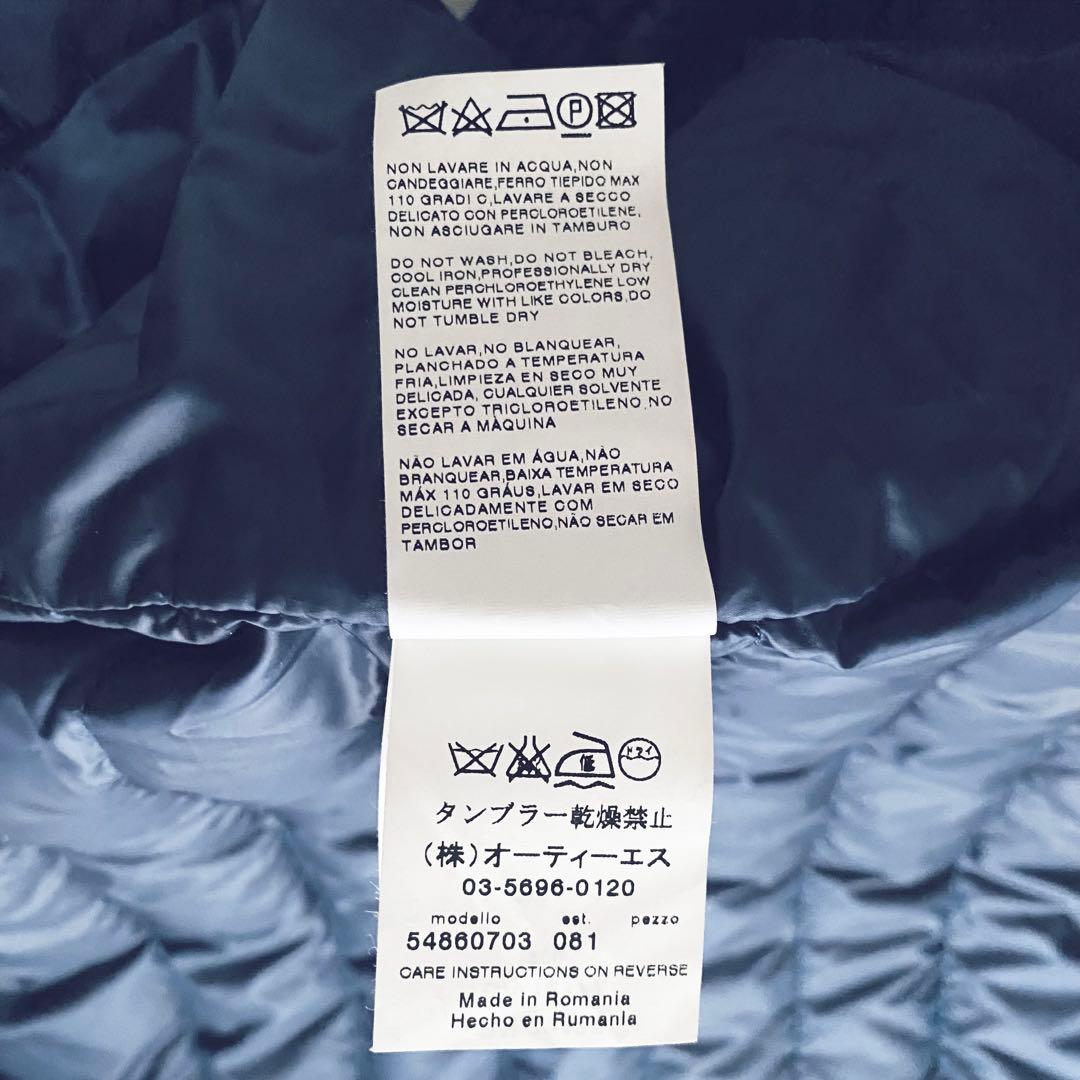 P
NON LAVARE IN ACQUA,NON
CANDEGGIARE,FERRO TIEPIDO MAX
110 GRADI C,LAVARE A SECCO
DELICATO CON PERCLOROETILENE,
NON ASCIUGARE IN TAMBURO
DO NOT WASH,DO NOT BLEACH,
COOL IRON,PROFESSIONALLY DRY
CLEAN PERCHLOROETHYLENE LOW
MOISTURE WITH LIKE COLORS,DO
NOT TUMBLE DRY
NO LAVAR,NO BLANQUEAR,
PLANCHADO A TEMPERATURA
FRIA,LIMPIEZA EN SECO MUY
DELICADA, CUALQUIER SOLVENTE
EXCEPTO TRICLOROETILENO,NO
SECAR A MÀQUINA
NÃO LAVAR EM ÁGUA,NÃO
BRANQUEAR,BAIXA TEMPERATURA
MÁX 110 GRÁUS,LAVAR EM SECO
DELICADAMENTE COM
PERCLOROETILENO,NÃO SECAR EM
TAMBOR
低 ドライ
タンブラー乾燥禁止
(株)オーティーエス
03-5696-0120
modello est. pezzo
54860703 081
CARE INSTRUCTIONS ON REVERSE
Made in Romania
Hecho en Rumania